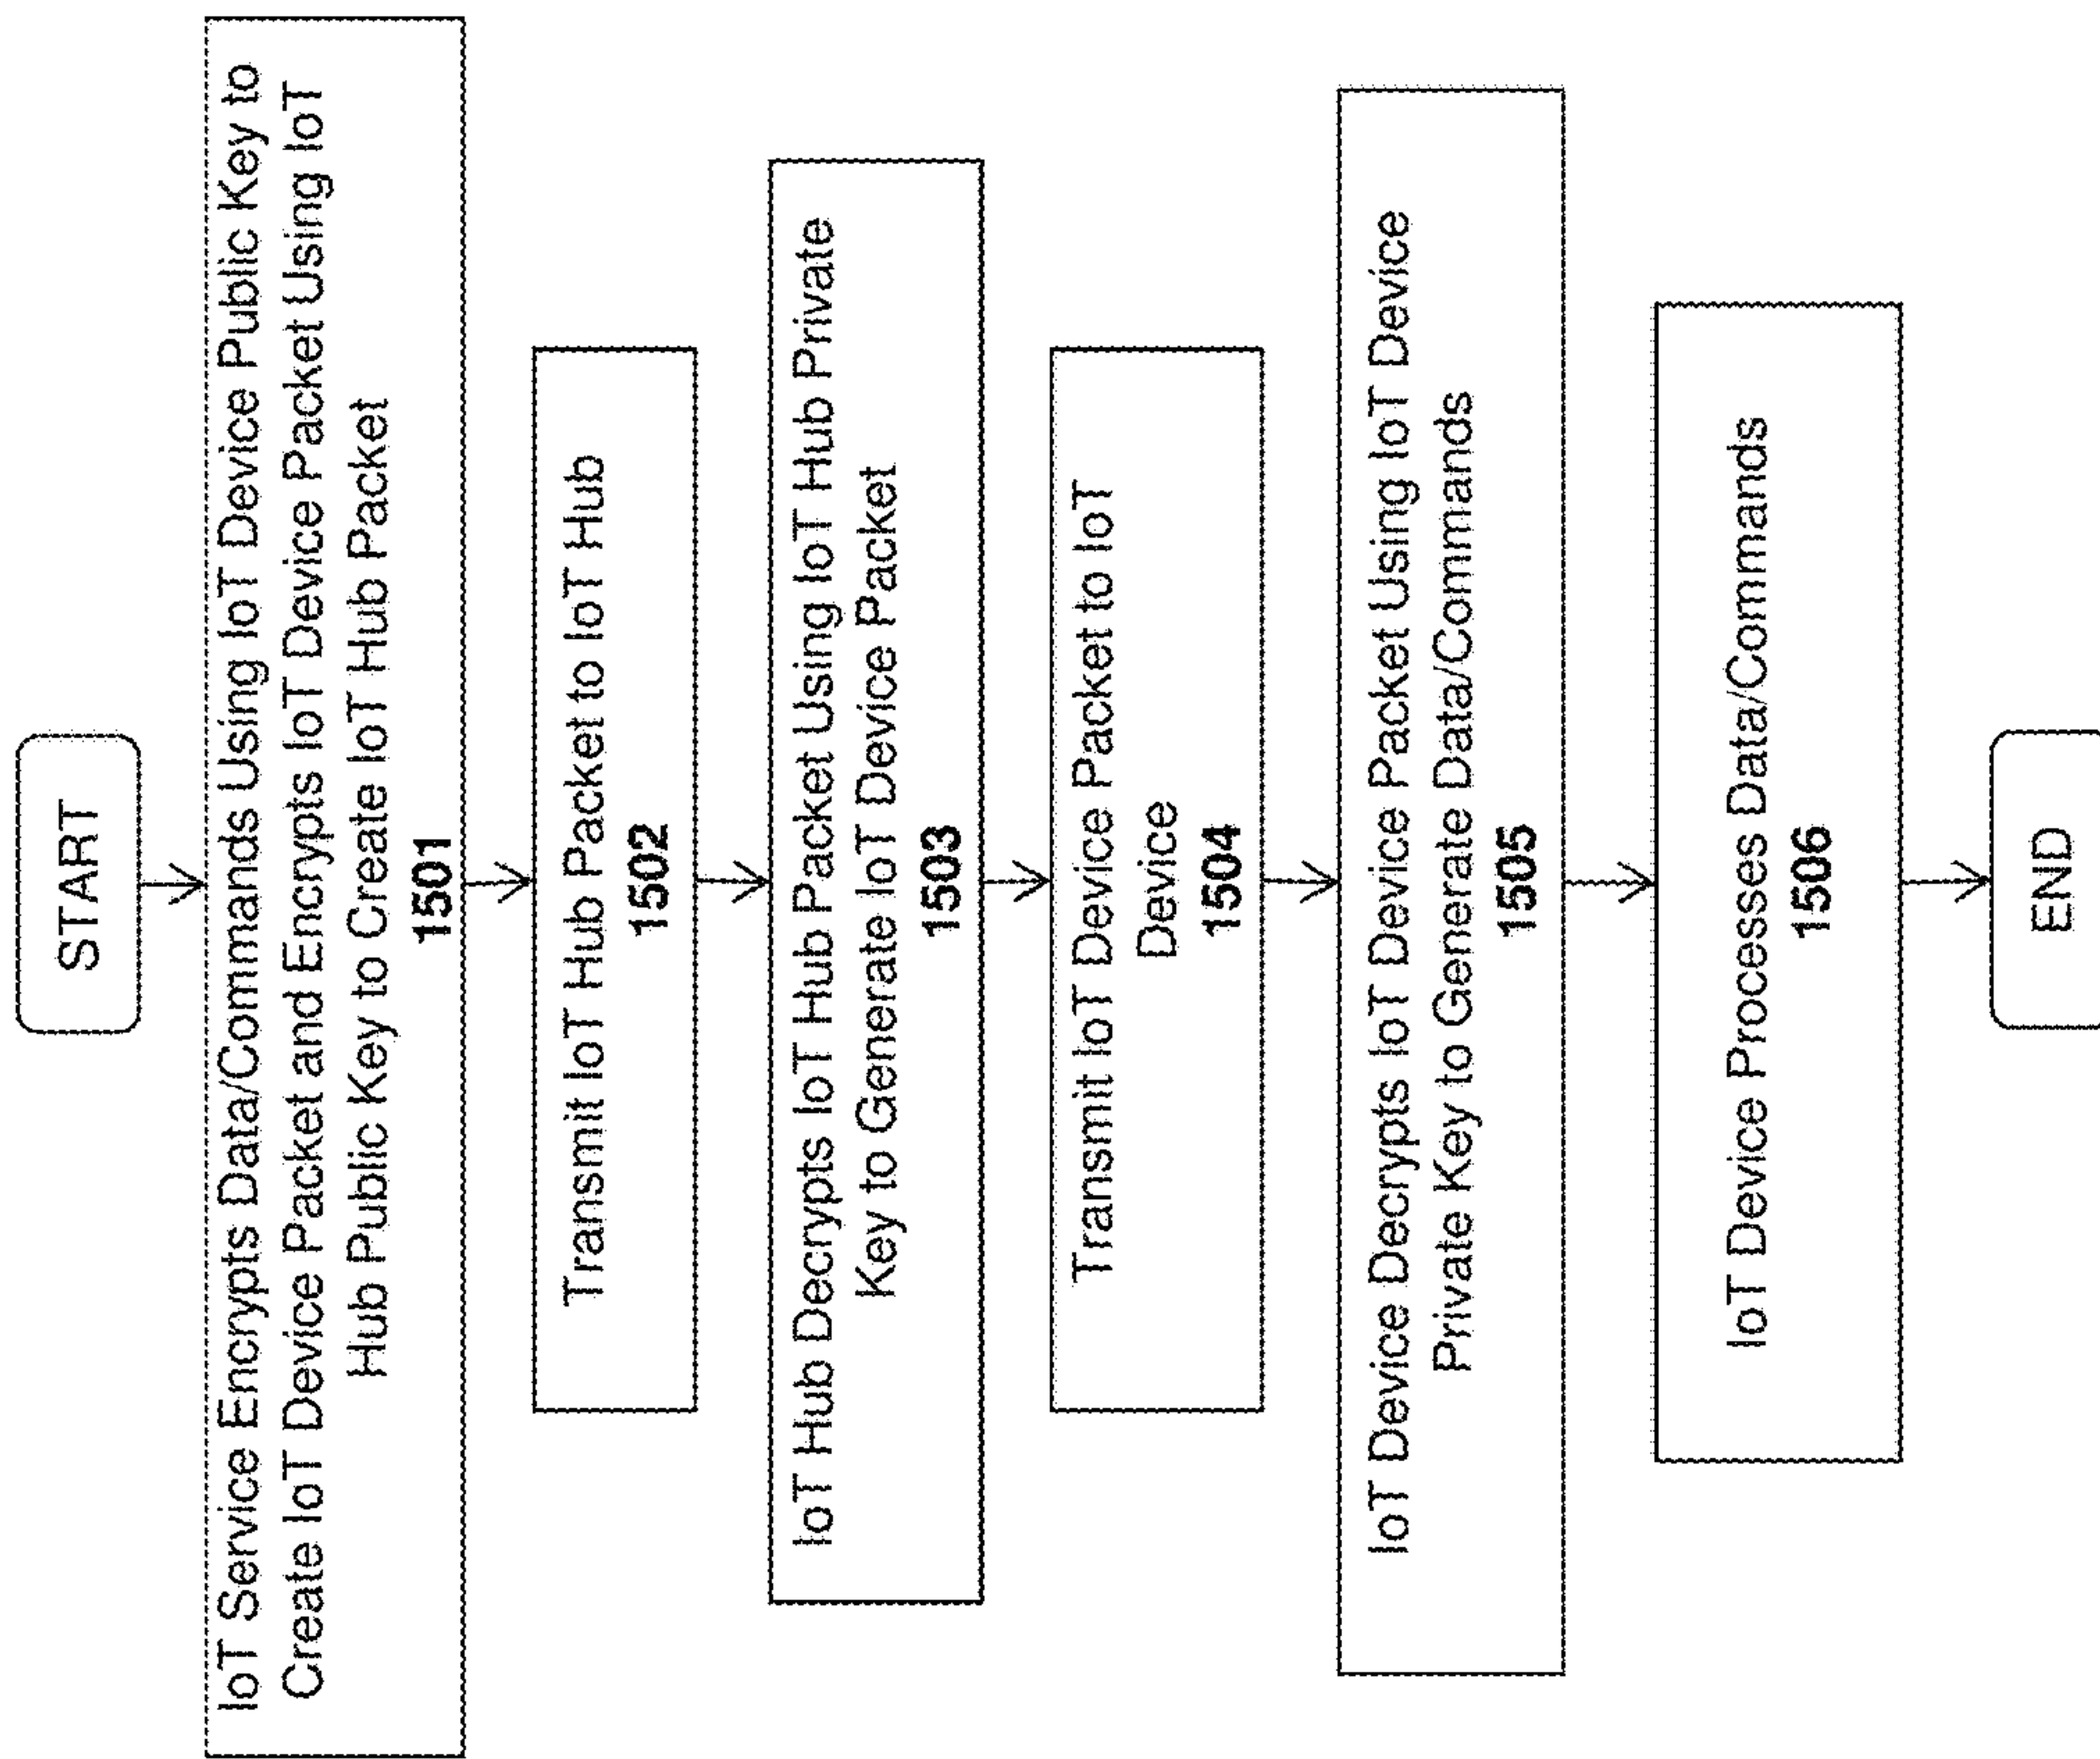 START
IoT Service Encrypts Data/Commands Using IoT Device Public Key to
Create IoT Device Packet and Encrypts IoT Device Packet Using IoT
Hub Public Key to Create IoT Hub Packet
1501
Transmit IoT Hub Packet to IoT Hub
1502
IoT Hub Decrypts IoT Hub Packet Using IoT Hub Private
Key to Generate IoT Device Packet
1503
Transmit IoT Device Packet to IoT
Device
1504
IoT Device Decrypts IoT Device Packet Using IoT Device
Private Key to Generate Data/Commands
1505
IoT Device Processes Data/Commands
1506
END